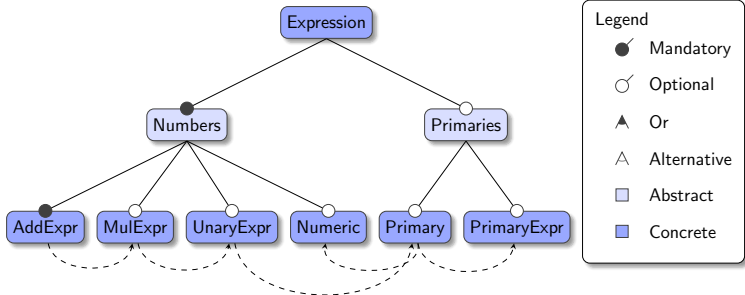 Expression
Numbers
Primaries
AddExpr
MulExpr
UnaryExpr
Numeric
Primary
PrimaryExpr
Legend
Mandatory
Optional
Or
Alternative
Abstract
Concrete